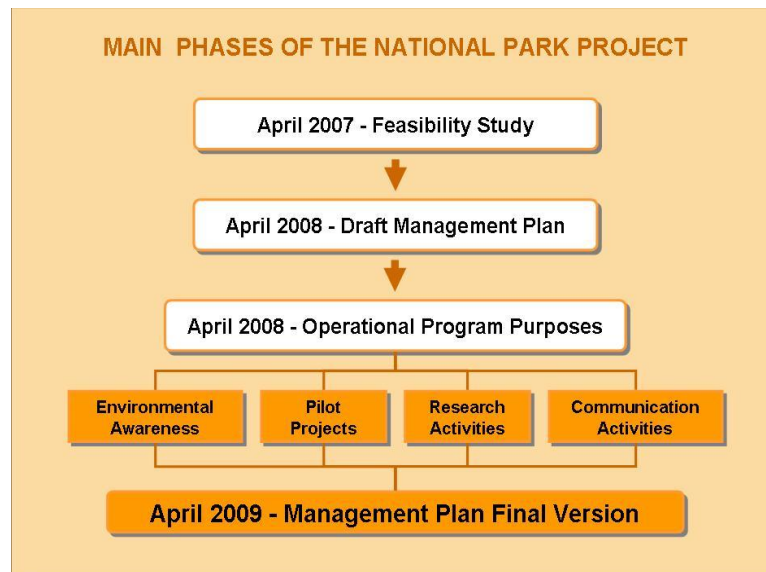 MAIN PHASES OF THE NATIONAL PARK PROJECT
April 2007 - Feasibility Study
April 2008 - Draft Management Plan
April 2008 - Operational Program Purposes
Environmental
Awareness
Pilot
Projects
Research
Activities
Communication
Activities
April 2009 - Management Plan Final Version